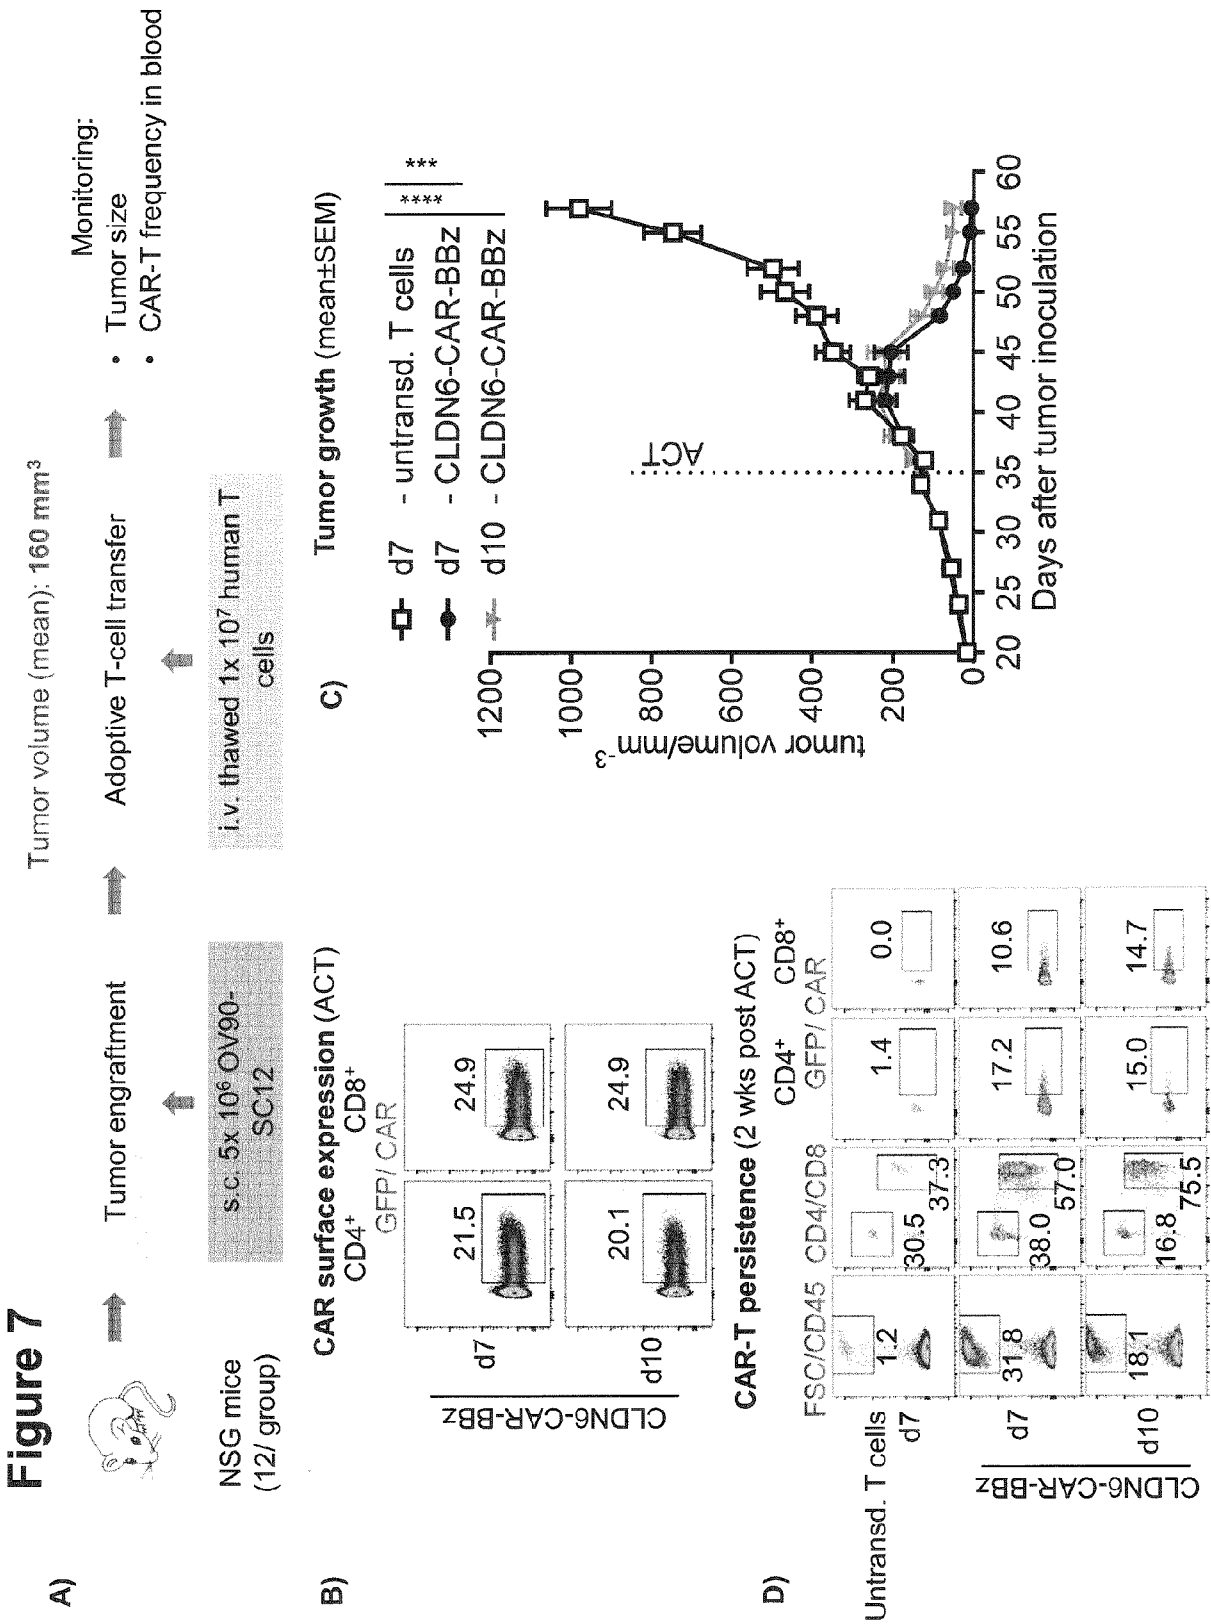 Figure 7
A)
NSG mice
(12/ group)
Tumor engraftment
s.c. 5x 10⁶ OV90-
SC12
Tumor volume (mean): 160 mm³
Adoptive T-cell transfer
i.v. thawed 1x 10⁷ human T
cells
Monitoring:
• Tumor size
• CAR-T frequency in blood
B)
CAR surface expression (ACT)
CD4⁺ CD8⁺
GFP/ CAR
CLDN6-CAR-BBz
d7
21.5 24.9
d10
20.1 24.9
C)
Tumor growth (mean±SEM)
d7 - untransd. T cells
d7 - CLDN6-CAR-BBz
d10 - CLDN6-CAR-BBz
**** ***
ACT
tumor volume/mm⁻³
1200
1000
800
600
400
200
0
20 25 30 35 40 45 50 55 60
Days after tumor inoculation
D)
CAR-T persistence (2 wks post ACT)
CD4⁺ CD8⁺
FSC/CD45 CD4/CD8 GFP/ CAR
Untransd. T cells
d7
1.2 30.5 37.3 1.4 0.0
CLDN6-CAR-BBz
d7
31.8 38.0 57.0 17.2 10.6
d10
18.1 16.8 75.5 15.0 14.7